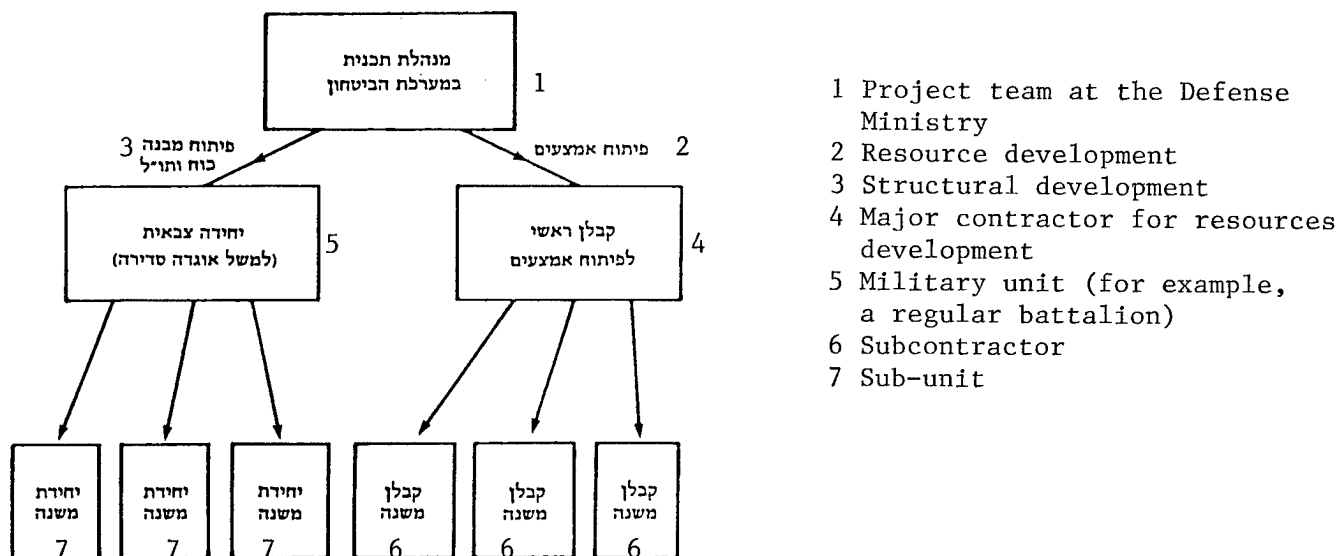 מנהלת תכנית
במערכת הביטחון
1
3 פיתוח מבנה
כוח ותו״ל
פיתוח אמצעים 2
יחידה צבאית
(למשל אוגדה סדירה)
5
קבלן ראשי
לפיתוח אמצעים
4
יחידת
משנה
7
יחידת
משנה
7
יחידת
משנה
7
קבלן
משנה
6
קבלן
משנה
6
קבלן
משנה
6
1 Project team at the Defense
Ministry
2 Resource development
3 Structural development
4 Major contractor for resources
development
5 Military unit (for example,
a regular battalion)
6 Subcontractor
7 Sub-unit